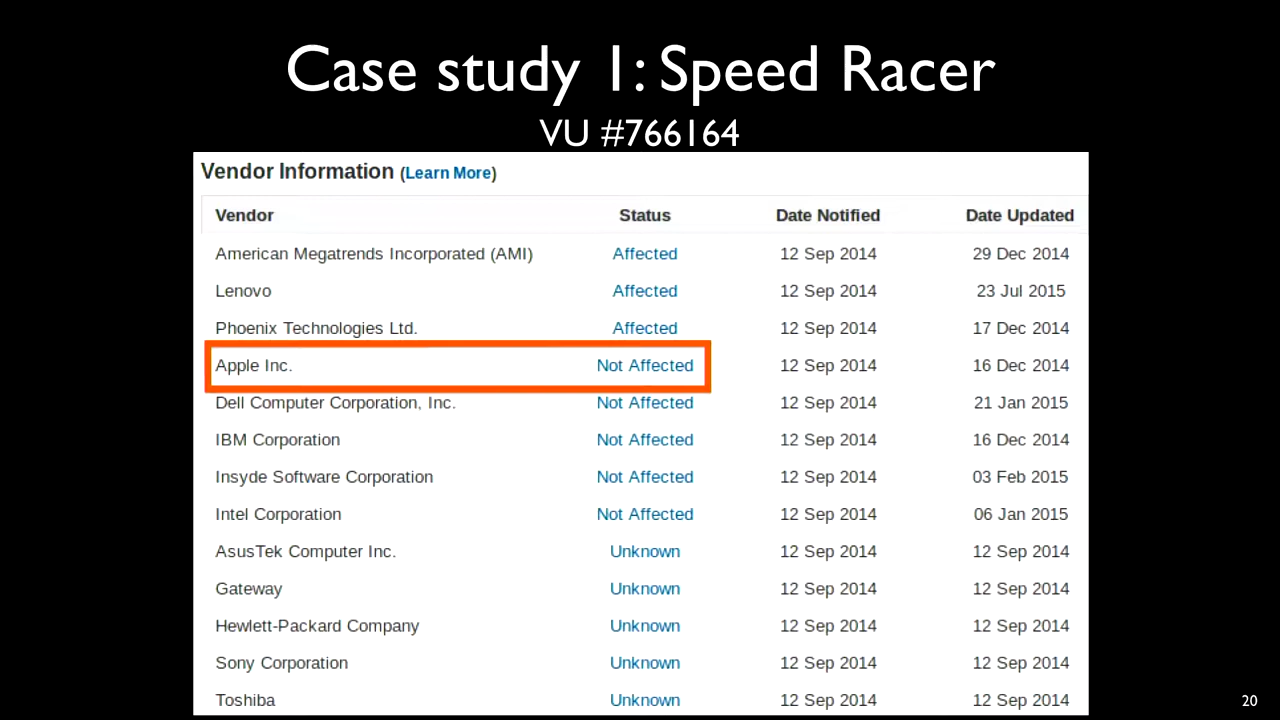 Case study 1: Speed Racer
VU #766164
Vendor Information (Learn More)
Vendor Status Date Notified Date Updated
American Megatrends Incorporated (AMI) Affected 12 Sep 2014 29 Dec 2014
Lenovo Affected 12 Sep 2014 23 Jul 2015
Phoenix Technologies Ltd. Affected 12 Sep 2014 17 Dec 2014
Apple Inc. Not Affected 12 Sep 2014 16 Dec 2014
Dell Computer Corporation, Inc. Not Affected 12 Sep 2014 21 Jan 2015
IBM Corporation Not Affected 12 Sep 2014 16 Dec 2014
Insyde Software Corporation Not Affected 12 Sep 2014 03 Feb 2015
Intel Corporation Not Affected 12 Sep 2014 06 Jan 2015
AsusTek Computer Inc. Unknown 12 Sep 2014 12 Sep 2014
Gateway Unknown 12 Sep 2014 12 Sep 2014
Hewlett-Packard Company Unknown 12 Sep 2014 12 Sep 2014
Sony Corporation Unknown 12 Sep 2014 12 Sep 2014
Toshiba Unknown 12 Sep 2014 12 Sep 2014
20